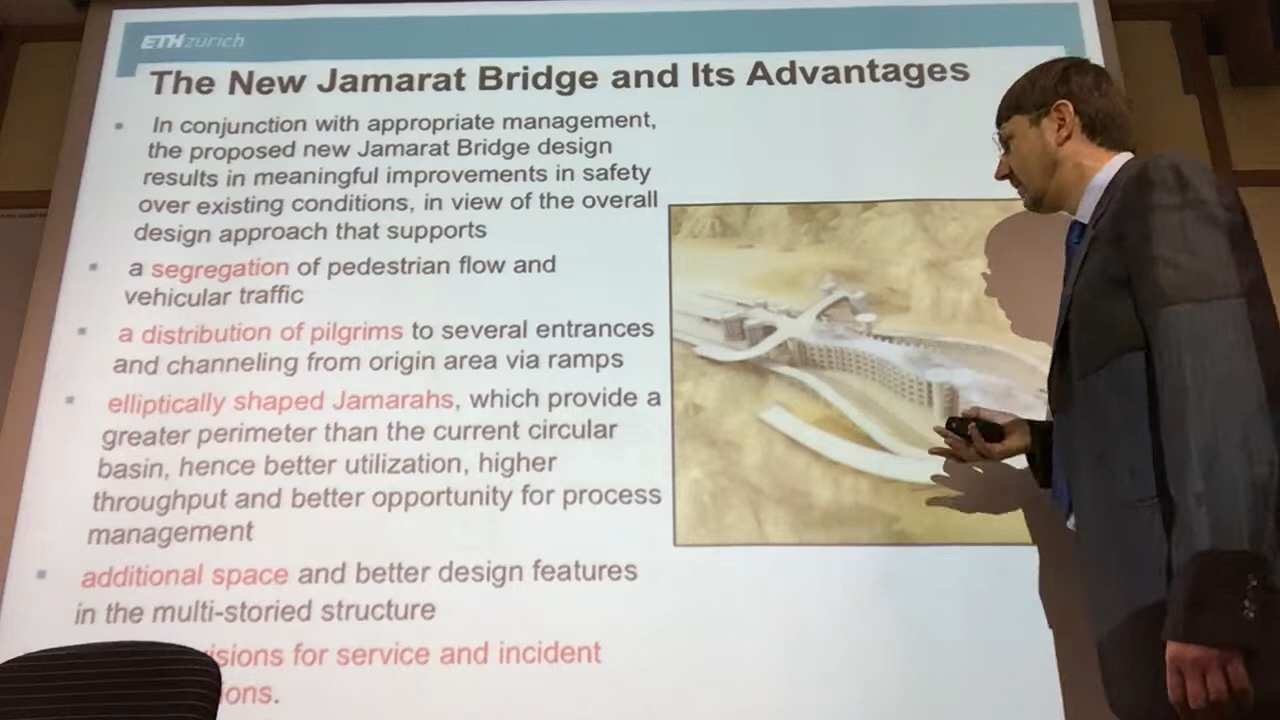 ETH zürich
The New Jamarat Bridge and Its Advantages
In conjunction with appropriate management,
the proposed new Jamarat Bridge design
results in meaningful improvements in safety
over existing conditions, in view of the overall
design approach that supports
a segregation of pedestrian flow and
vehicular traffic
a distribution of pilgrims to several entrances
and channeling from origin area via ramps
elliptically shaped Jamarahs, which provide a
greater perimeter than the current circular
basin, hence better utilization, higher
throughput and better opportunity for process
management
additional space and better design features
in the multi-storied structure
for service and incident